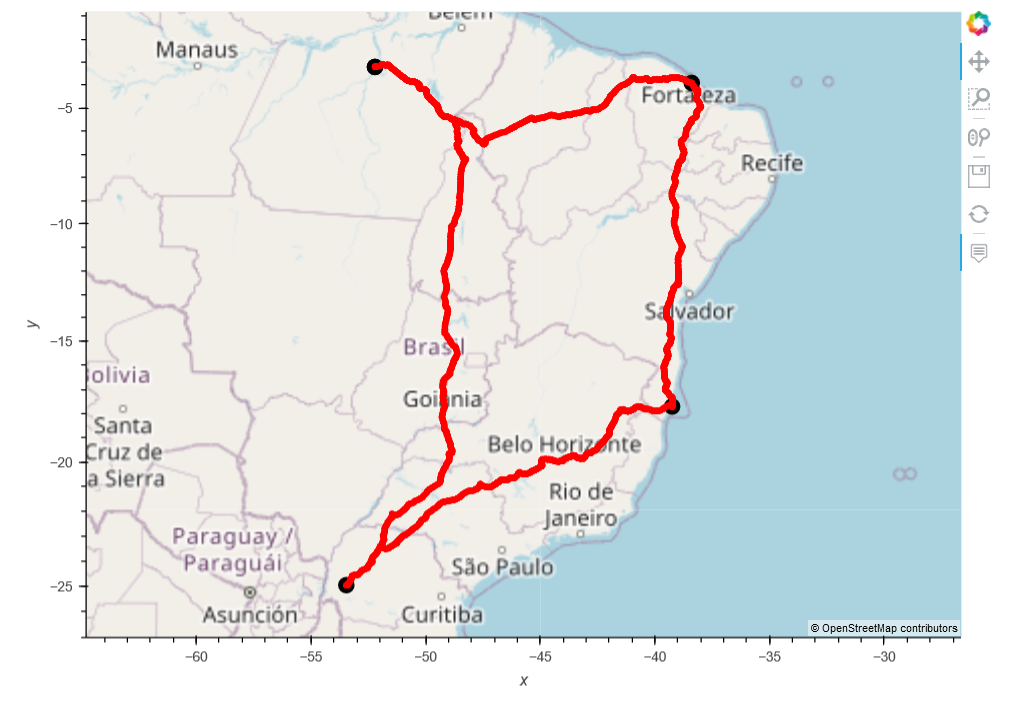 Belém
Manaus
Fortaleza
Recife
Salvador
Brasil
Bolivia
Goiânia
Santa
Cruz de
la Sierra
Belo Horizonte
Rio de
Janeiro
Paraguay /
Paraguái
São Paulo
Asunción
Curitiba
© OpenStreetMap contributors
−5
−10
−15
−20
−25
y
−60
−55
−50
−45
−40
−35
−30
x